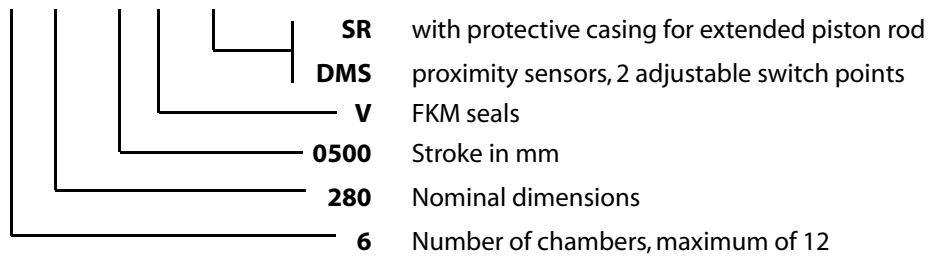 SR with protective casing for extended piston rod
DMS proximity sensors, 2 adjustable switch points
V FKM seals
0500 Stroke in mm
280 Nominal dimensions
6 Number of chambers, maximum of 12